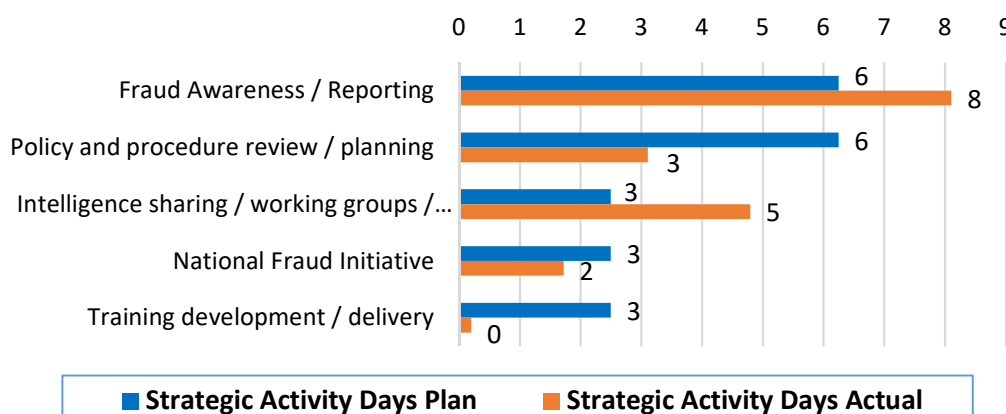 0 1 2 3 4 5 6 7 8 9
Fraud Awareness / Reporting
6
8
Policy and procedure review / planning
6
3
Intelligence sharing / working groups /...
3
5
National Fraud Initiative
3
2
Training development / delivery
3
0
Strategic Activity Days Plan Strategic Activity Days Actual